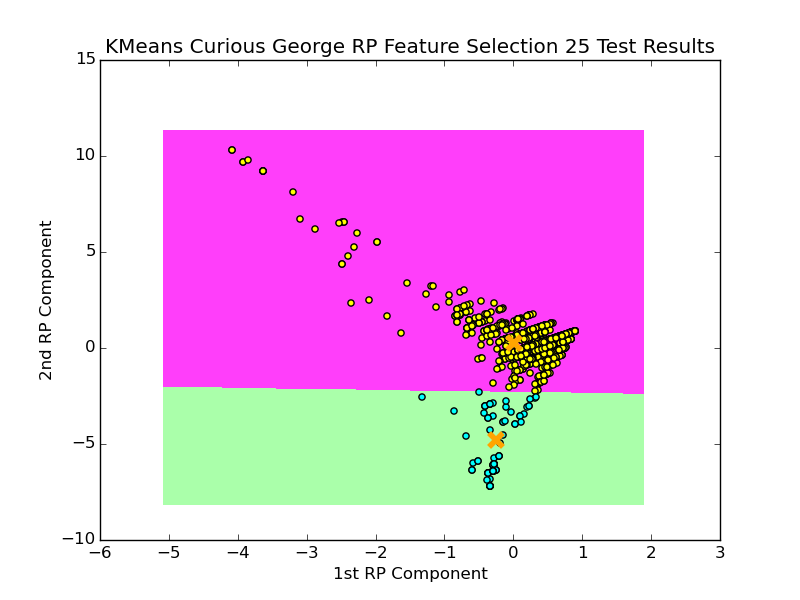 KMeans Curious George RP Feature Selection 25 Test Results
15
10
5
0
−5
−10
2nd RP Component
−6 −5 −4 −3 −2 −1 0 1 2 3
1st RP Component